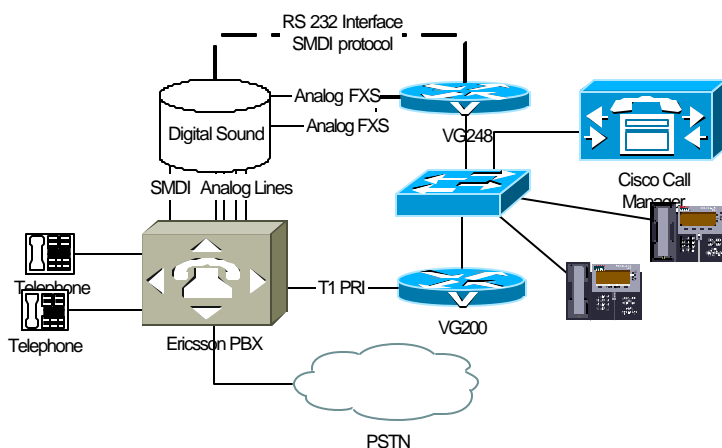 RS 232 Interface
SMDI protocol
Analog FXS
Analog FXS
Digital Sound
VG248
SMDI
Analog Lines
Cisco Call
Manager
Telephone
T1 PRI
Telephone
Ericsson PBX
VG200
PSTN